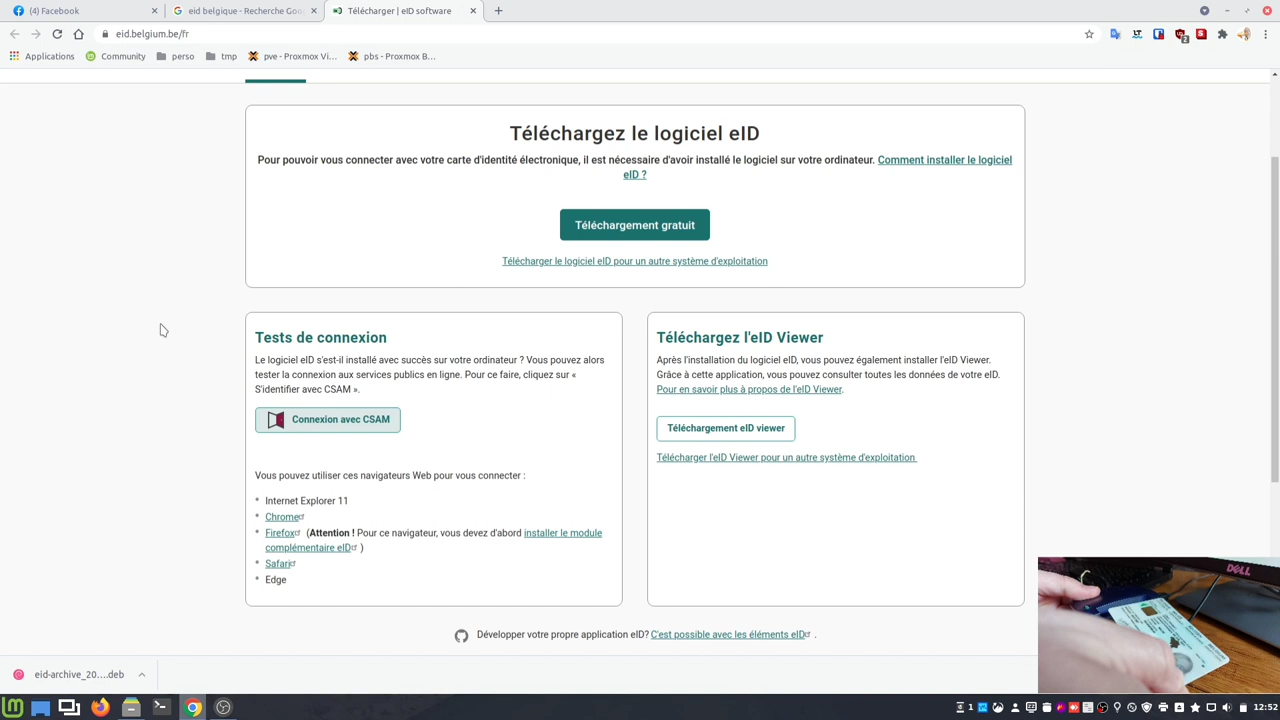 (4) Facebook
eid belgique - Recherche Goo
Télécharger | eID software
eid.belgium.be/fr
Applications
Community
perso
tmp
pve - Proxmox Vi...
pbs - Proxmox B...
Téléchargez le logiciel eID
Pour pouvoir vous connecter avec votre carte d'identité électronique, il est nécessaire d'avoir installé le logiciel sur votre ordinateur. Comment installer le logiciel
eID ?
Téléchargement gratuit
Télécharger le logiciel eID pour un autre système d'exploitation
Tests de connexion
Le logiciel eID s'est-il installé avec succès sur votre ordinateur ? Vous pouvez alors
tester la connexion aux services publics en ligne. Pour ce faire, cliquez sur «
S'identifier avec CSAM ».
Connexion avec CSAM
Vous pouvez utiliser ces navigateurs Web pour vous connecter :
* Internet Explorer 11
* Chrome
* Firefox (Attention ! Pour ce navigateur, vous devez d'abord installer le module
complémentaire eID )
* Safari
* Edge
Téléchargez l'eID Viewer
Après l'installation du logiciel eID, vous pouvez également installer l'eID Viewer.
Grâce à cette application, vous pouvez consulter toutes les données de votre eID.
Pour en savoir plus à propos de l'eID Viewer.
Téléchargement eID viewer
Télécharger l'eID Viewer pour un autre système d'exploitation
Développer votre propre application eID? C'est possible avec les éléments eID .
DELL
eid-archive_20....deb
1
12:52